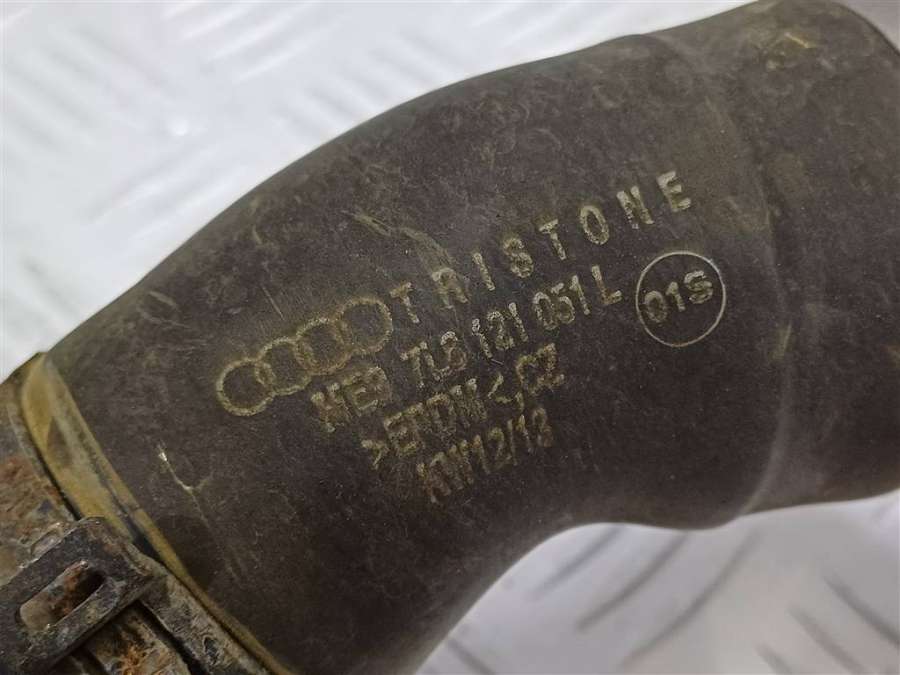 TRISTONE
7L8 121 051 L
01S
>EPDM<,CZ
KW12/13